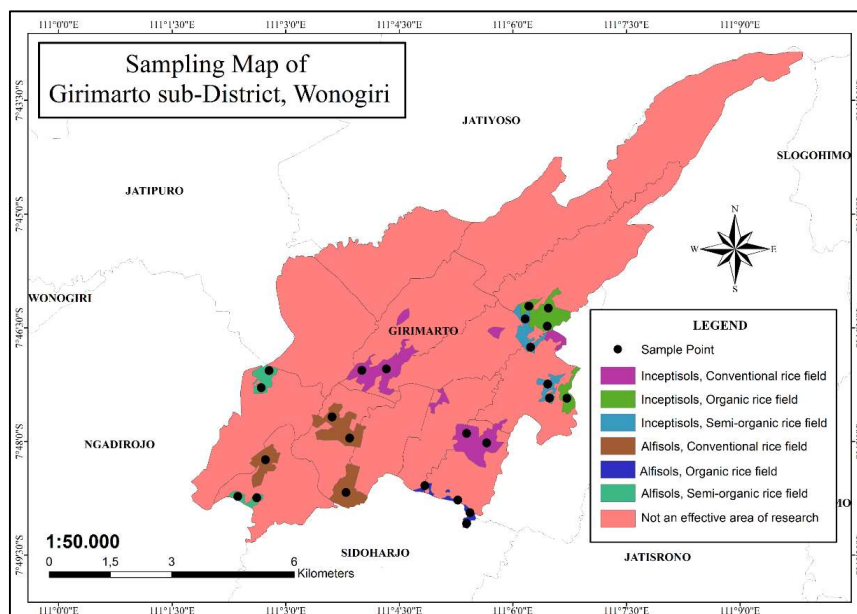 111°0'0"E 111°1'30"E 111°3'0"E 111°4'30"E 111°6'0"E 111°7'30"E 111°9'0"E
Sampling Map of
Girimarto sub-District, Wonogiri
7°43'30"S
JATIYOSO
SLOGOHIMO
JATIPURO
7°45'0"S
N
W E
S
WONOGIRI
7°46'30"S
GIRIMARTO
LEGEND
Sample Point
Inceptisols, Conventional rice field
Inceptisols, Organic rice field
Inceptisols, Semi-organic rice field
Alfisols, Conventional rice field
Alfisols, Organic rice field
Alfisols, Semi-organic rice field
Not an effective area of research
NGADIROJO
7°48'0"S
MO
1:50.000
SIDOHARJO
JATISRONO
7°49'30"S
0 1,5 3 6
Kilometers
111°0'0"E 111°1'30"E 111°3'0"E 111°4'30"E 111°6'0"E 111°7'30"E 111°9'0"E